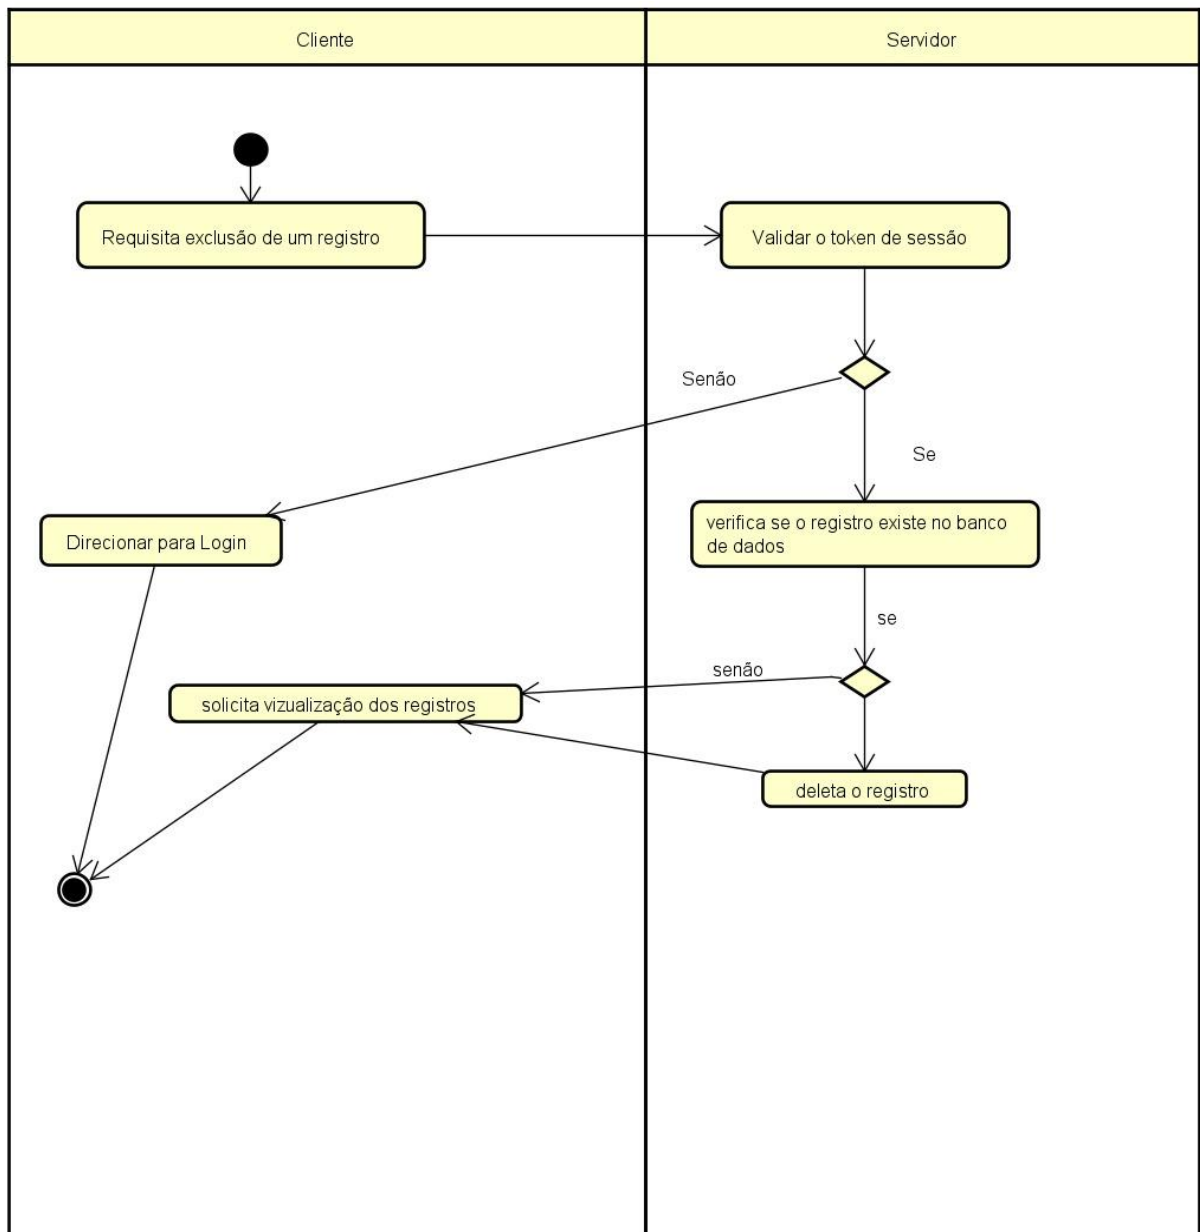 Cliente
Servidor
Requisita exclusão de um registro
Validar o token de sessão
Senão
Se
Direcionar para Login
verifica se o registro existe no banco
de dados
se
senão
solicita vizualização dos registros
deleta o registro